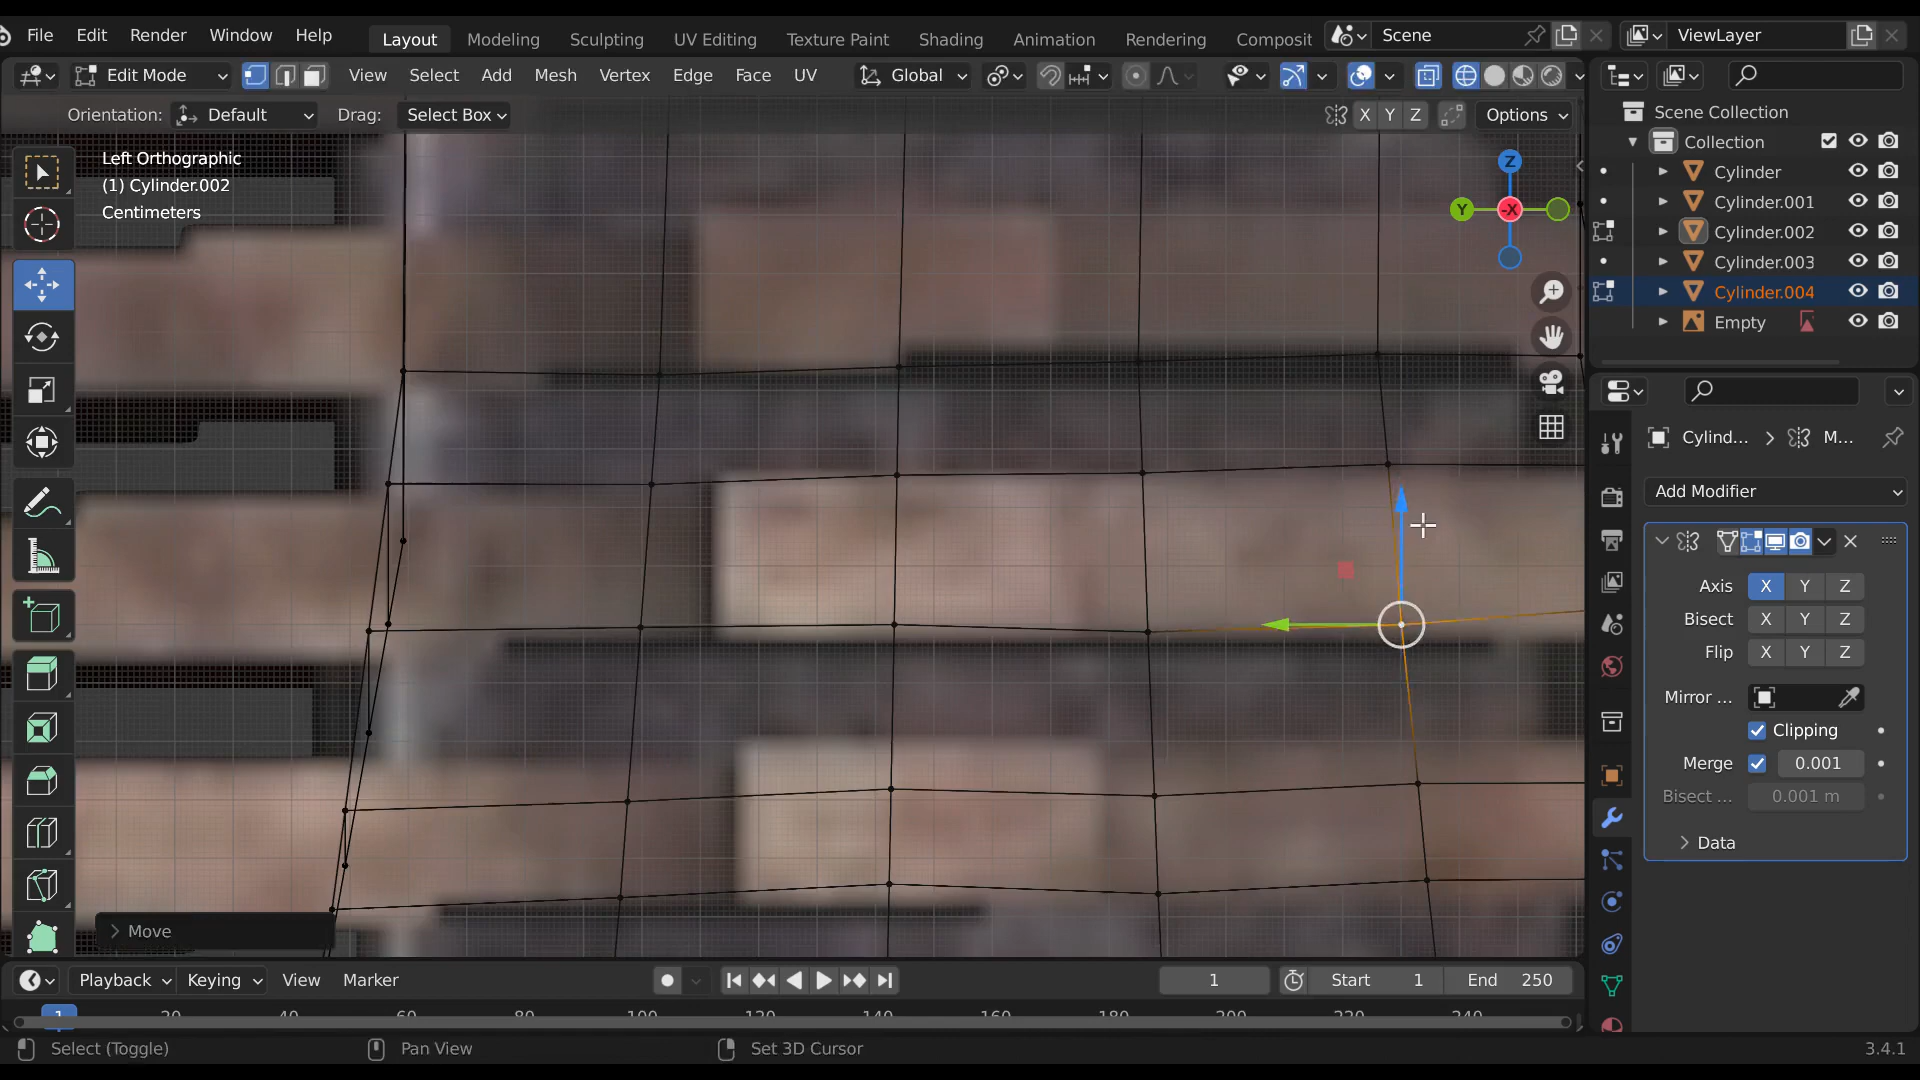 File Edit Render Window Help Layout Modeling Sculpting UV Editing Texture Paint Shading Animation Rendering Composit Scene ViewLayer
Edit Mode View Select Add Mesh Vertex Edge Face UV Global
Orientation: Default Drag: Select Box X Y Z Options
Left Orthographic
(1) Cylinder.002
Centimeters
Z
Y
-X
Scene Collection
Collection
Cylinder
Cylinder.001
Cylinder.002
Cylinder.003
Cylinder.004
Empty
Cylind... > M...
Add Modifier
Axis X Y Z
Bisect X Y Z
Flip X Y Z
Mirror ...
Clipping
Merge 0.001
Bisect ... 0.001 m
Data
Move
Playback Keying View Marker 1 Start 1 End 250
1 20 40 60 80 100 120 140 160 180 200 220 240
Select (Toggle) Pan View Set 3D Cursor 3.4.1